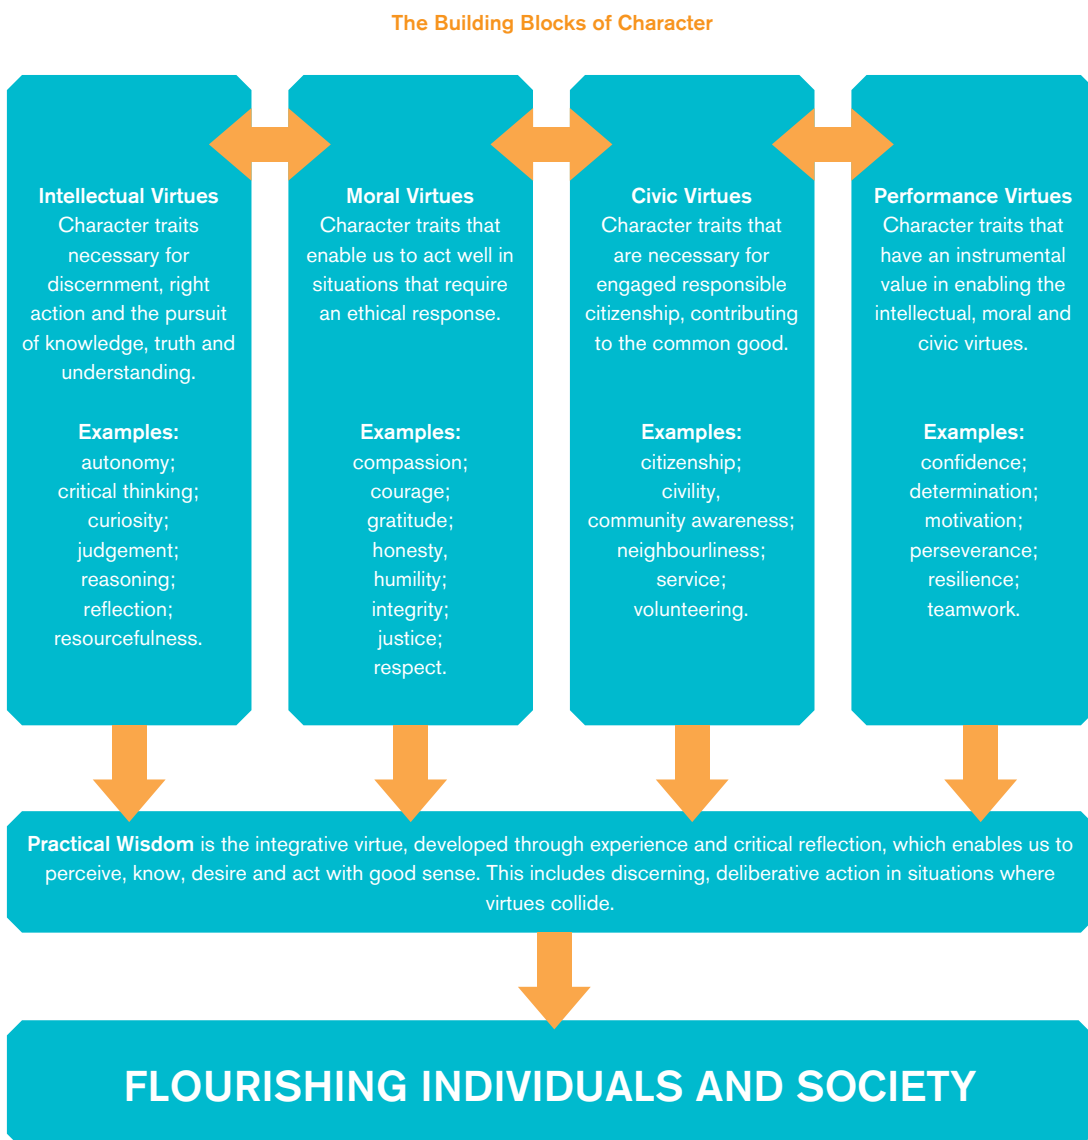 The Building Blocks of Character
Intellectual Virtues
Character traits
necessary for
discernment, right
action and the pursuit
of knowledge, truth and
understanding.
Examples:
autonomy;
critical thinking;
curiosity;
judgement;
reasoning;
reflection;
resourcefulness.
Moral Virtues
Character traits that
enable us to act well in
situations that require
an ethical response.
Examples:
compassion;
courage;
gratitude;
honesty,
humility;
integrity;
justice;
respect.
Civic Virtues
Character traits that
are necessary for
engaged responsible
citizenship, contributing
to the common good.
Examples:
citizenship;
civility,
community awareness;
neighbourliness;
service;
volunteering.
Performance Virtues
Character traits that
have an instrumental
value in enabling the
intellectual, moral and
civic virtues.
Examples:
confidence;
determination;
motivation;
perseverance;
resilience;
teamwork.
Practical Wisdom is the integrative virtue, developed through experience and critical reflection, which enables us to
perceive, know, desire and act with good sense. This includes discerning, deliberative action in situations where
virtues collide.
FLOURISHING INDIVIDUALS AND SOCIETY